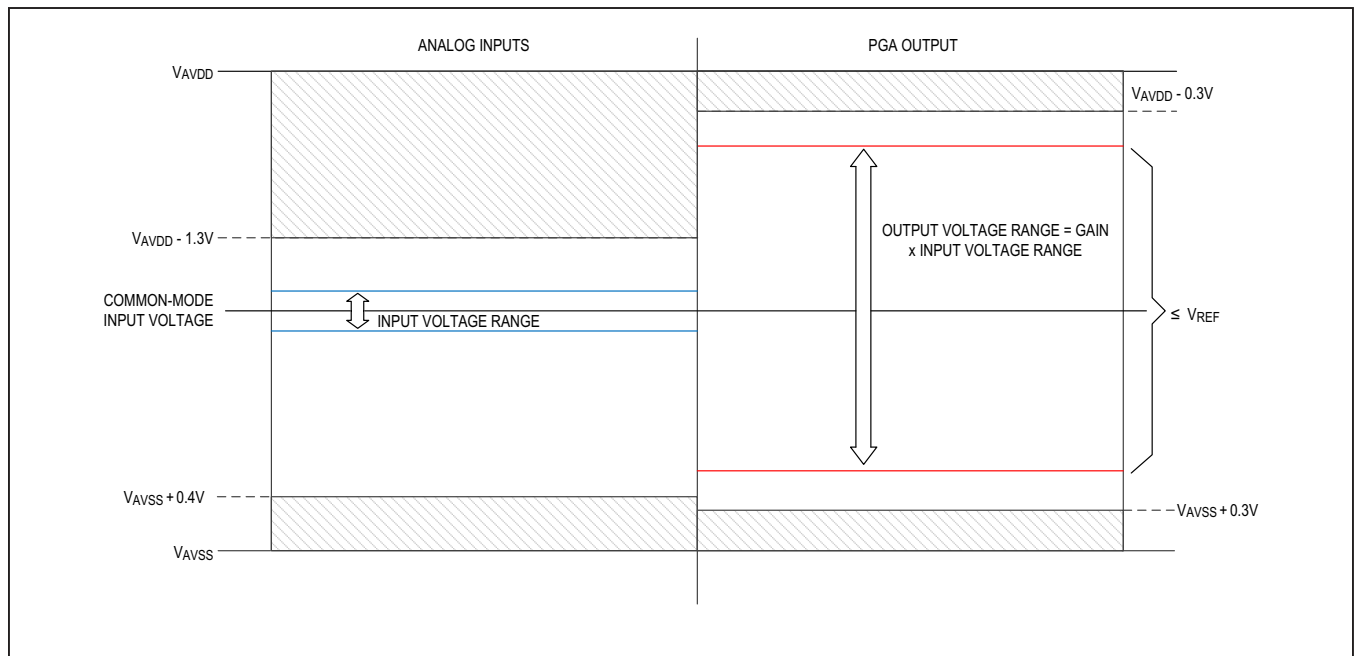 ANALOG INPUTS
PGA OUTPUT
VAVDD
VAVDD - 0.3V
OUTPUT VOLTAGE RANGE = GAIN
x INPUT VOLTAGE RANGE
VAVDD - 1.3V
COMMON-MODE
INPUT VOLTAGE
INPUT VOLTAGE RANGE
≤ VREF
VAVSS + 0.4V
VAVSS + 0.3V
VAVSS